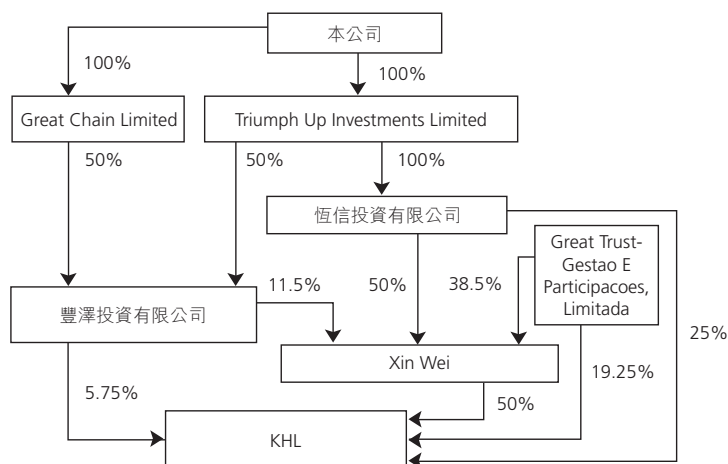 本公司
100%
100%
Great Chain Limited
Triumph Up Investments Limited
50%
50%
100%
恆信投資有限公司
Great Trust-
Gestao E
Participacoes,
Limitada
11.5%
50%
38.5%
豐澤投資有限公司
25%
Xin Wei
19.25%
5.75%
50%
KHL